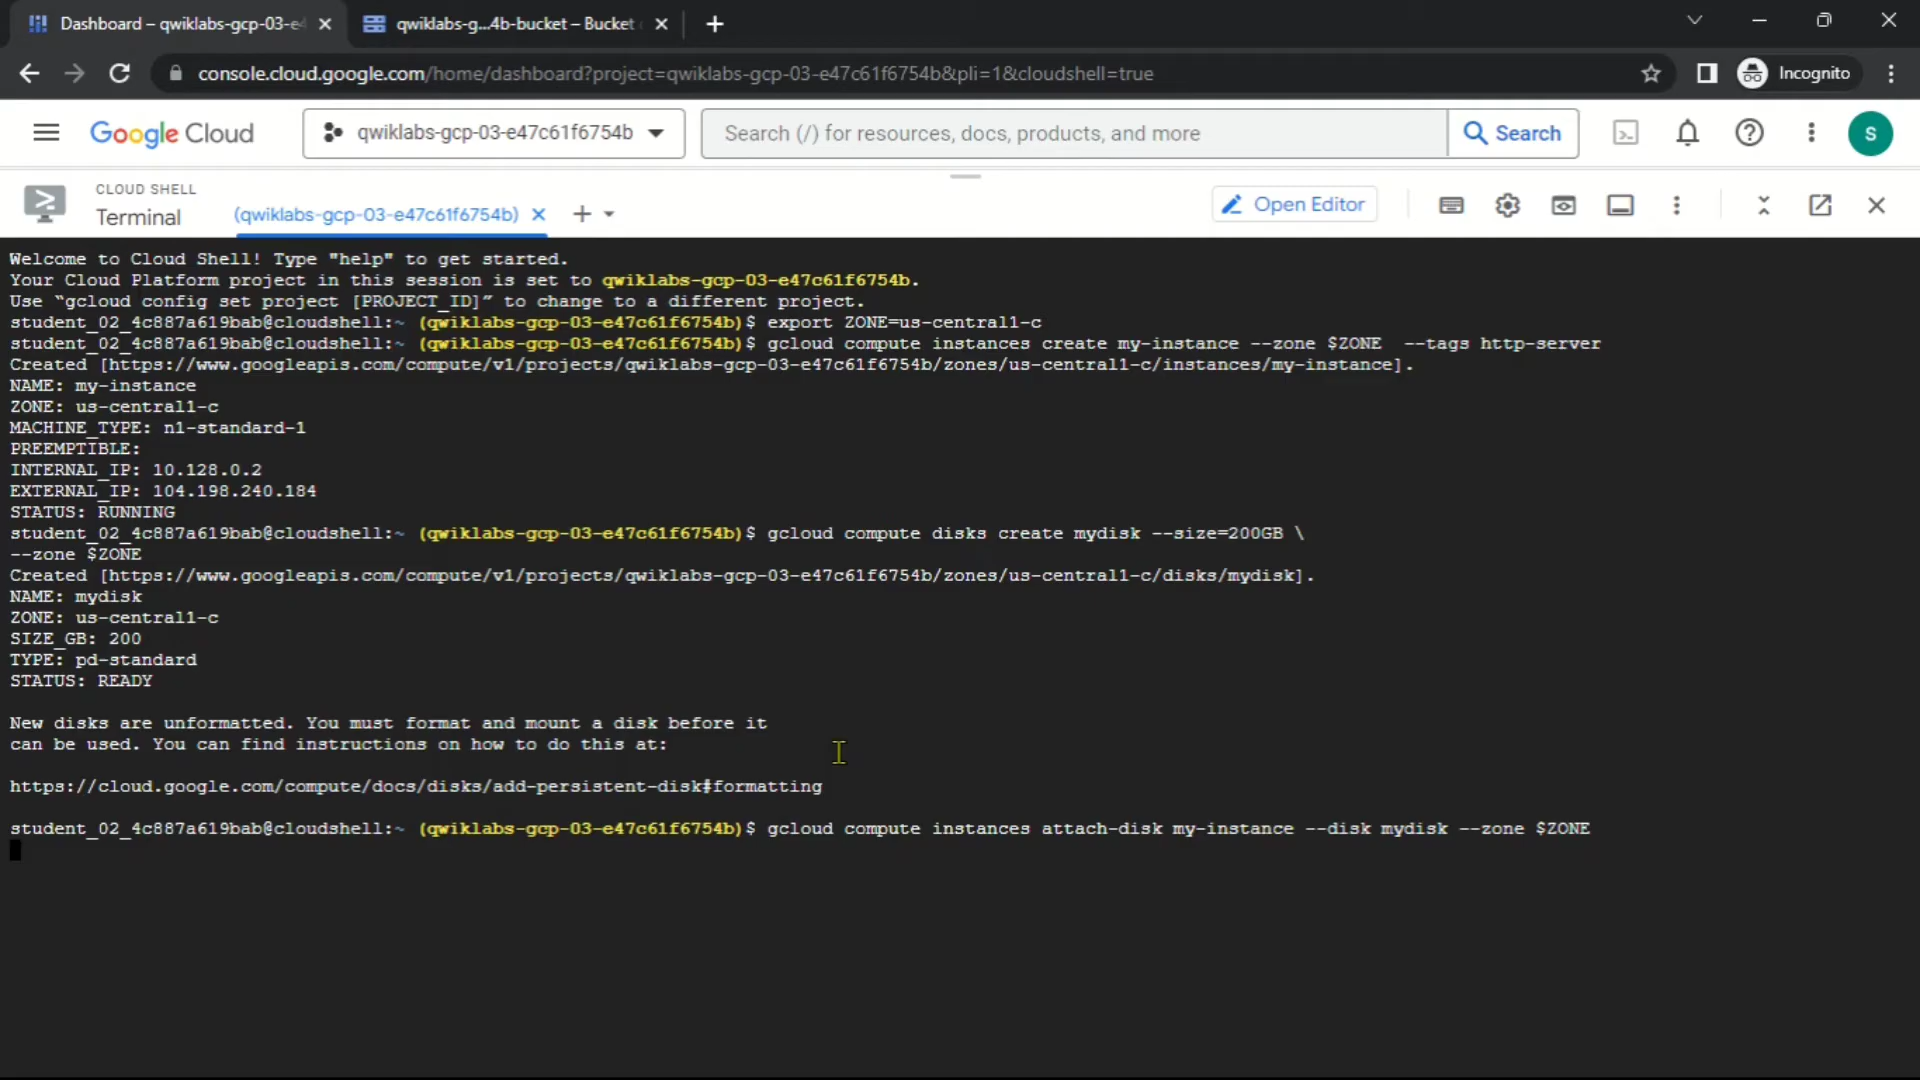 Dashboard – qwiklabs-gcp-03-e4
qwiklabs-g...4b-bucket – Bucket
console.cloud.google.com/home/dashboard?project=qwiklabs-gcp-03-e47c61f6754b&pli=1&cloudshell=true
Incognito
Google Cloud
qwiklabs-gcp-03-e47c61f6754b
Search (/) for resources, docs, products, and more
Search
S
CLOUD SHELL
Terminal
(qwiklabs-gcp-03-e47c61f6754b)
Open Editor
Welcome to Cloud Shell! Type "help" to get started.
Your Cloud Platform project in this session is set to qwiklabs-gcp-03-e47c61f6754b.
Use "gcloud config set project [PROJECT_ID]" to change to a different project.
student_02_4c887a619bab@cloudshell:~ (qwiklabs-gcp-03-e47c61f6754b)$ export ZONE=us-central1-c
student_02_4c887a619bab@cloudshell:~ (qwiklabs-gcp-03-e47c61f6754b)$ gcloud compute instances create my-instance --zone $ZONE  --tags http-server
Created [https://www.googleapis.com/compute/v1/projects/qwiklabs-gcp-03-e47c61f6754b/zones/us-central1-c/instances/my-instance].
NAME: my-instance
ZONE: us-central1-c
MACHINE_TYPE: n1-standard-1
PREEMPTIBLE:
INTERNAL_IP: 10.128.0.2
EXTERNAL_IP: 104.198.240.184
STATUS: RUNNING
student_02_4c887a619bab@cloudshell:~ (qwiklabs-gcp-03-e47c61f6754b)$ gcloud compute disks create mydisk --size=200GB \
--zone $ZONE
Created [https://www.googleapis.com/compute/v1/projects/qwiklabs-gcp-03-e47c61f6754b/zones/us-central1-c/disks/mydisk].
NAME: mydisk
ZONE: us-central1-c
SIZE_GB: 200
TYPE: pd-standard
STATUS: READY
New disks are unformatted. You must format and mount a disk before it
can be used. You can find instructions on how to do this at:
https://cloud.google.com/compute/docs/disks/add-persistent-disk#formatting
student_02_4c887a619bab@cloudshell:~ (qwiklabs-gcp-03-e47c61f6754b)$ gcloud compute instances attach-disk my-instance --disk mydisk --zone $ZONE